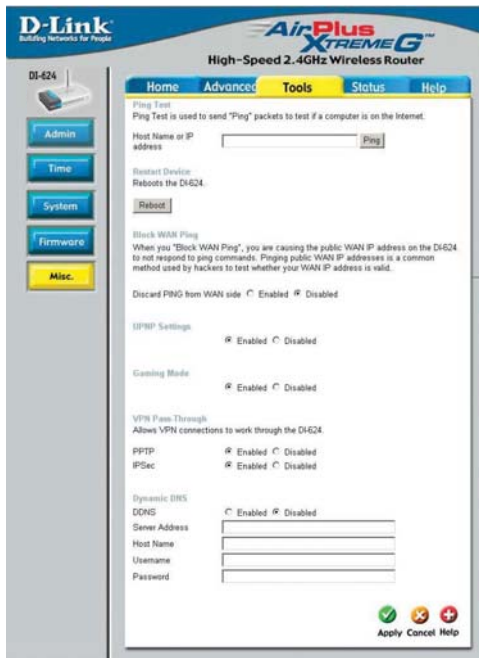 D-Link
Building Networks for People
AirPlus
XTREME G™
High-Speed 2.4GHz Wireless Router
DI-624
Home Advanced Tools Status Help
Admin
Time
System
Firmware
Misc.
Ping Test
Ping Test is used to send "Ping" packets to test if a computer is on the Internet.
Host Name or IP
address
Ping
Restart Device
Reboots the DI-624.
Reboot
Block WAN Ping
When you "Block WAN Ping", you are causing the public WAN IP address on the DI-624
to not respond to ping commands. Pinging public WAN IP addresses is a common
method used by hackers to test whether your WAN IP address is valid.
Discard PING from WAN side Enabled Disabled
UPNP Settings
Enabled Disabled
Gaming Mode
Enabled Disabled
VPN Pass-Through
Allows VPN connections to work through the DI-624.
PPTP Enabled Disabled
IPSec Enabled Disabled
Dynamic DNS
DDNS Enabled Disabled
Server Address
Host Name
Username
Password
Apply Cancel Help